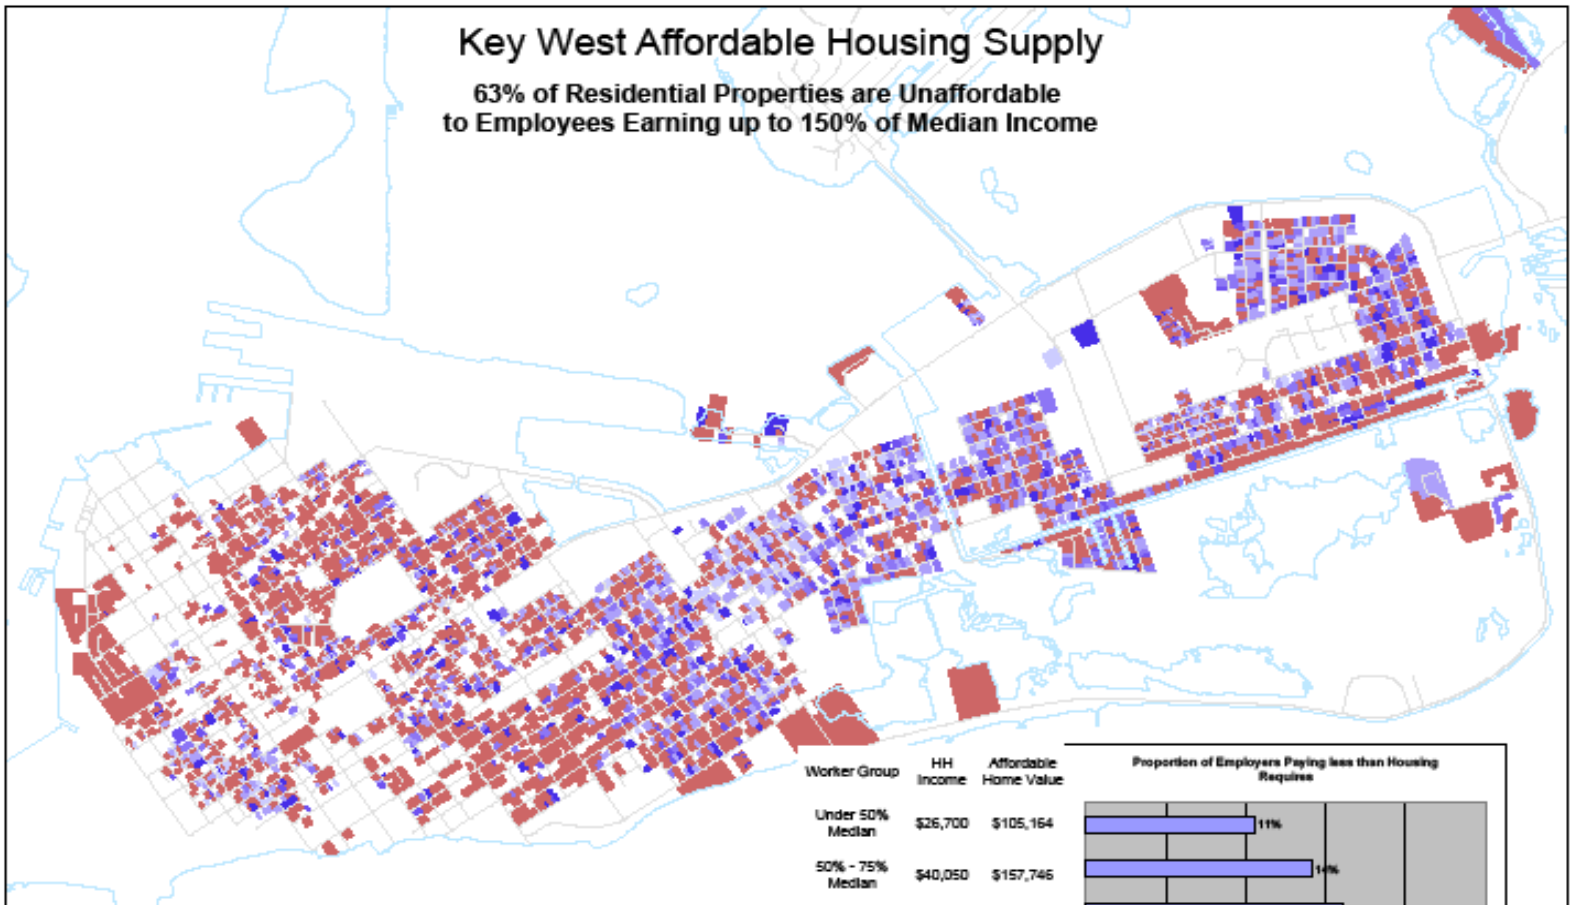 Key West Affordable Housing Supply
63% of Residential Properties are Unaffordable
to Employees Earning up to 150% of Median Income
Worker Group HH Income Affordable Home Value
Proportion of Employers Paying less than Housing
Requires
Under 50% Median $26,700 $105,164
11%
50% - 75% Median $40,050 $157,746
14%